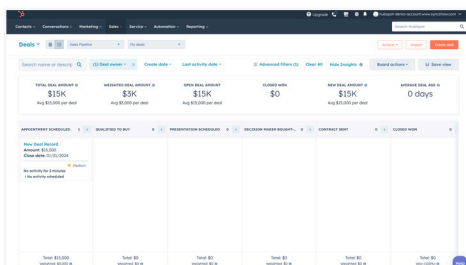 Upgrade
hubspot-demo-account.www.syncshow.com
Contacts Conversations Marketing Sales Service Automation Reporting
Search HubSpot
Deals Sales Pipeline My deals Actions Import Create deal
Search name or descrip (1) Deal owner Create date Last activity date Advanced filters (1) Clear All Hide Insights Board actions Save view
TOTAL DEAL AMOUNT WEIGHTED DEAL AMOUNT OPEN DEAL AMOUNT CLOSED WON NEW DEAL AMOUNT AVERAGE DEAL AGE
$15K $3K $15K $0 $15K 0 days
Avg $15,000 per deal Avg $3,000 per deal Avg $15,000 per deal Avg $15,000 per deal
APPOINTMENT SCHEDULED 1 QUALIFIED TO BUY 0 PRESENTATION SCHEDULED 0 DECISION MAKER BOUGHT-... 0 CONTRACT SENT 0 CLOSED WON 0
New Deal Record
Amount: $15,000
Close date: 01/31/2024
Medium
No activity for 3 minutes
! No activity scheduled
Total: $15,000 Total: $0 Total: $0 Total: $0 Total: $0 Total: $0